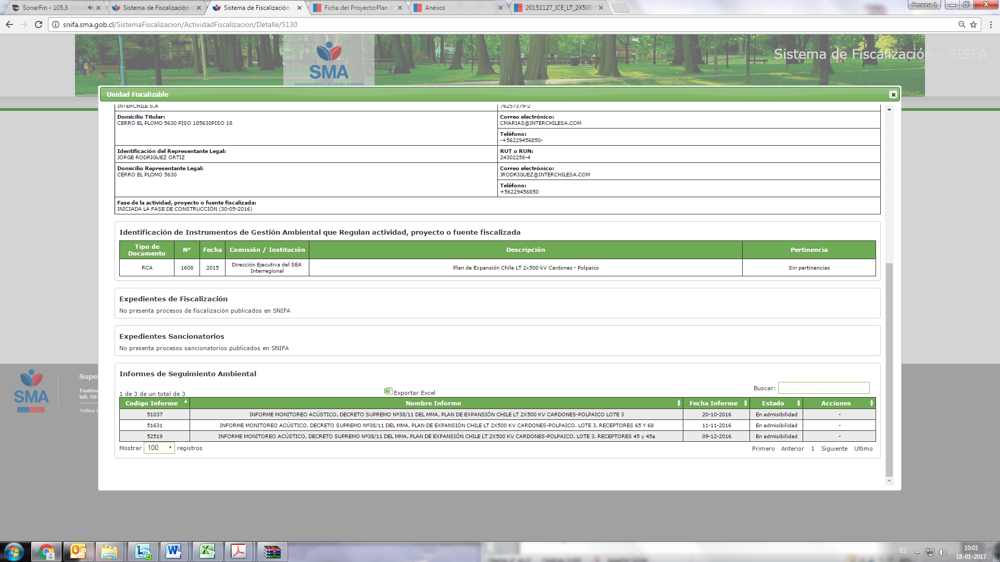 SonarFm - 105.3
Sistema de Fiscalización
Sistema de Fiscalización
Ficha del Proyecto:Plan
Anexos
20151127_ICE_LT_2X500
Persona 1
snifa.sma.gob.cl/SistemaFiscalizacion/ActividadFiscalizacion/Detalle/5130
SMA
Superintendencia del Medio Ambiente
Sistema de Fiscalización - SISFA
Unidad Fiscalizable
INTERCHILE S.A
76257379-2
Domicilio Titular:
CERRO EL PLOMO 5630 PISO 185630PISO 18
Correo electrónico:
CMARIAS@INTERCHILESA.COM
Teléfono:
-+56229456850-
Identificación del Representante Legal:
JORGE RODRIGUEZ ORTIZ
RUT o RUN:
24302258-4
Domicilio Representante Legal:
CERRO EL PLOMO 5630
Correo electrónico:
JRODRIGUEZ@INTERCHILESA.COM
Teléfono:
+56229456850
Fase de la actividad, proyecto o fuente fiscalizada:
INICIADA LA FASE DE CONSTRUCCIÓN (30-05-2016)
Identificación de Instrumentos de Gestión Ambiental que Regulan actividad, proyecto o fuente fiscalizada
Tipo de Documento Nº Fecha Comisión / Institución Descripción Pertinencia
RCA 1608 2015 Dirección Ejecutiva del SEA Interregional Plan de Expansión Chile LT 2x500 kV Cardones - Polpaico Sin pertinencias
Expedientes de Fiscalización
No presenta procesos de fiscalización publicados en SNIFA
Expedientes Sancionatorios
No presenta procesos sancionatorios publicados en SNIFA
Informes de Seguimiento Ambiental
1 de 3 de un total de 3
Exportar Excel
Buscar:
Codigo Informe Nombre Informe Fecha Informe Estado Acciones
51037 INFORME MONITOREO ACÚSTICO, DECRETO SUPREMO Nº38/11 DEL MMA, PLAN DE EXPANSIÓN CHILE LT 2X500 KV CARDONES-POLPAICO LOTE 3 20-10-2016 En admisibilidad -
51631 INFORME MONITOREO ACÚSTICO, DECRETO SUPREMO Nº38/11 DEL MMA, PLAN DE EXPANSIÓN CHILE LT 2X500 KV CARDONES-POLPAICO. LOTE 3. RECEPTORES 65 Y 68 11-11-2016 En admisibilidad -
52519 INFORME MONITOREO ACÚSTICO, DECRETO SUPREMO Nº38/11 DEL MMA, PLAN DE EXPANSIÓN CHILE LT 2X500 KV CARDONES-POLPAICO. LOTE 3. RECEPTORES 45 y 45a 09-12-2016 En admisibilidad -
Mostrar 100 registros
Primero Anterior 1 Siguiente Ultimo
SMA
Supe
Teatin
tel: 56
Política S
ES
10:01
18-01-2017